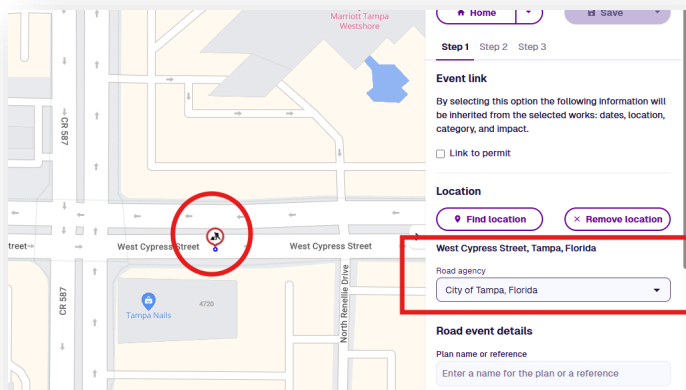 Marriott Tampa
Westshore
CR 587
West Cypress Street
West Cypress Street
treet
CR 587
Tampa Nails
4720
North Renellie Drive
Home
Save
Step 1 Step 2 Step 3
Event link
By selecting this option the following information will
be inherited from the selected works: dates, location,
category, and impact.
Link to permit
Location
Find location
Remove location
West Cypress Street, Tampa, Florida
Road agency
City of Tampa, Florida
Road event details
Plan name or reference
Enter a name for the plan or a reference